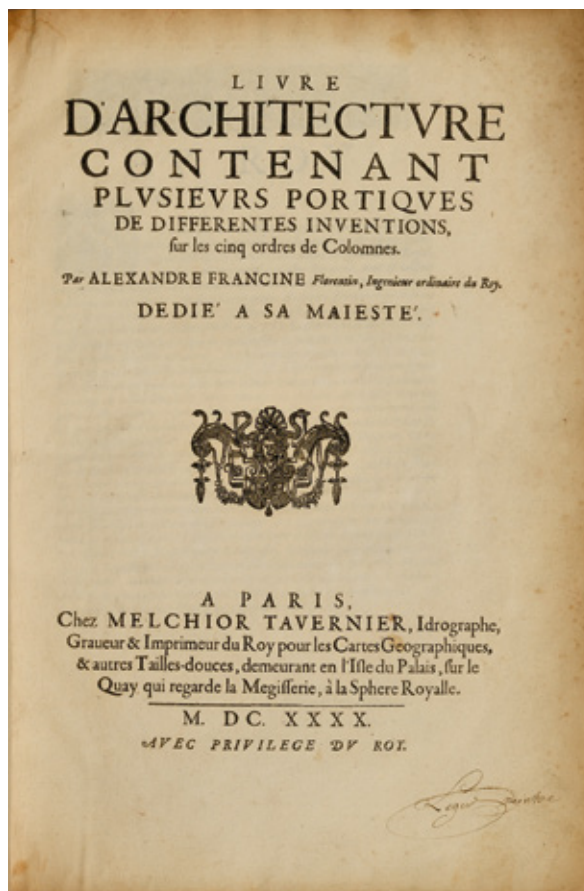 LIVRE
D'ARCHITECTVRE
CONTENANT
PLVSIEVRS PORTIQVES
DE DIFFERENTES INVENTIONS,
sur les cinq ordres de Colomnes.
Par ALEXANDRE FRANCINE Florentin, Ingenieur ordinaire du Roy.
DEDIE' A SA MAIESTE'.
A PARIS,
Chez MELCHIOR TAVERNIER, Idrographe,
Graueur & Imprimeur du Roy pour les Cartes Geographiques,
& autres Tailles-douces, demeurant en l'Isle du Palais, sur le
Quay qui regarde la Megisserie, à la Sphere Royalle.
M. DC. XXXX.
AVEC PRIVILEGE DV ROY.